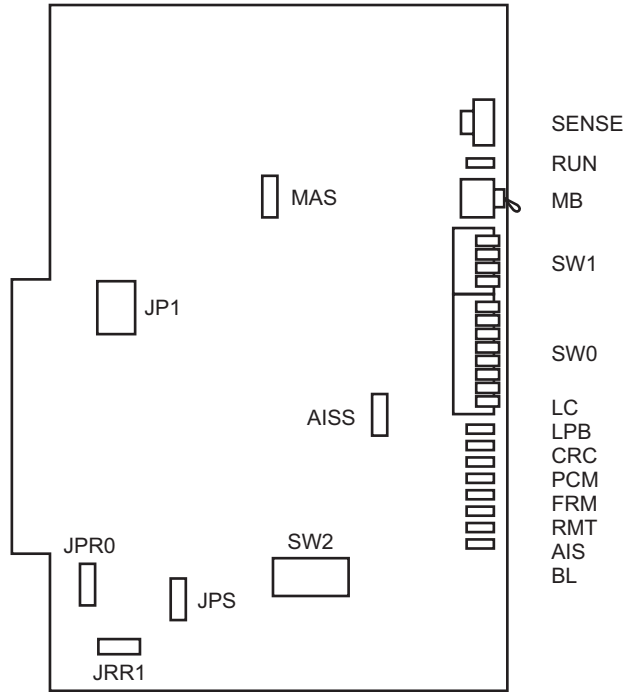 SENSE
RUN
MAS
MB
SW1
JP1
SW0
LC
AISS
LPB
CRC
PCM
FRM
RMT
SW2
JPR0
AIS
BL
JPS
JRR1